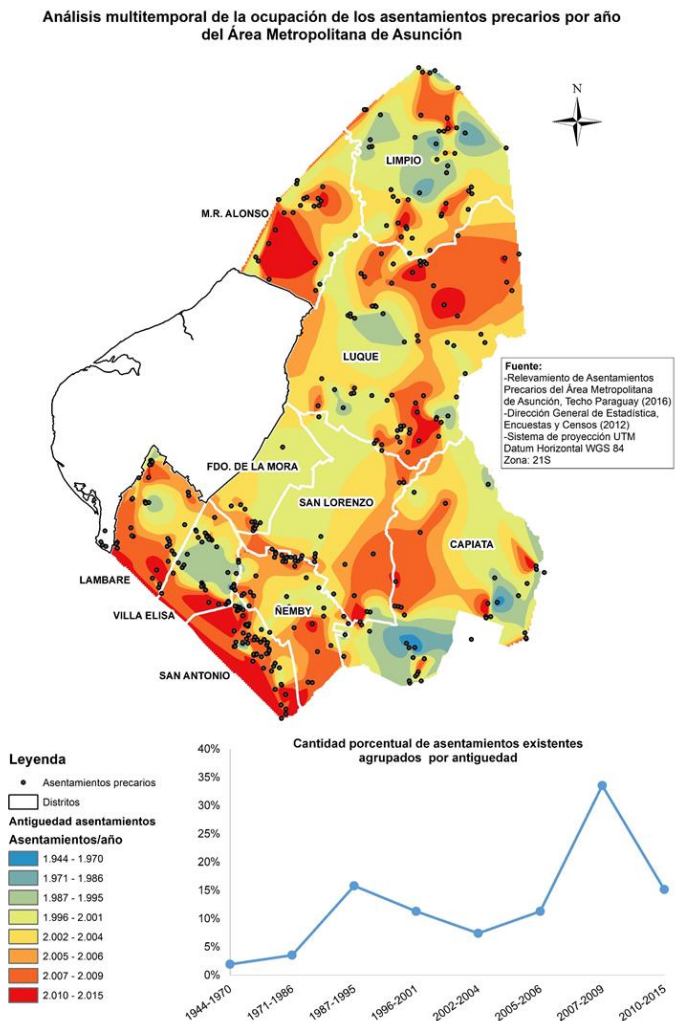 Análisis multitemporal de la ocupación de los asentamientos precarios por año
del Área Metropolitana de Asunción
N
LIMPIO
M.R. ALONSO
LUQUE
Fuente:
-Relevamiento de Asentamientos
Precarios del Área Metropolitana
de Asunción, Techo Paraguay (2016)
-Dirección General de Estadística,
Encuestas y Censos (2012)
-Sistema de proyección UTM
Datum Horizontal WGS 84
Zona: 21S
FDO. DE LA MORA
SAN LORENZO
CAPIATA
LAMBARE
VILLA ELISA
ÑEMBY
SAN ANTONIO
Leyenda
Asentamientos precarios
Distritos
Antiguedad asentamientos
Asentamientos/año
1.944 - 1.970
1.971 - 1.986
1.987 - 1.995
1.996 - 2.001
2.002 - 2.004
2.005 - 2.006
2.007 - 2.009
2.010 - 2.015
Cantidad porcentual de asentamientos existentes
agrupados por antiguedad
40%
35%
30%
25%
20%
15%
10%
5%
0%
1944-1970
1971-1986
1987-1995
1996-2001
2002-2004
2005-2006
2007-2009
2010-2015